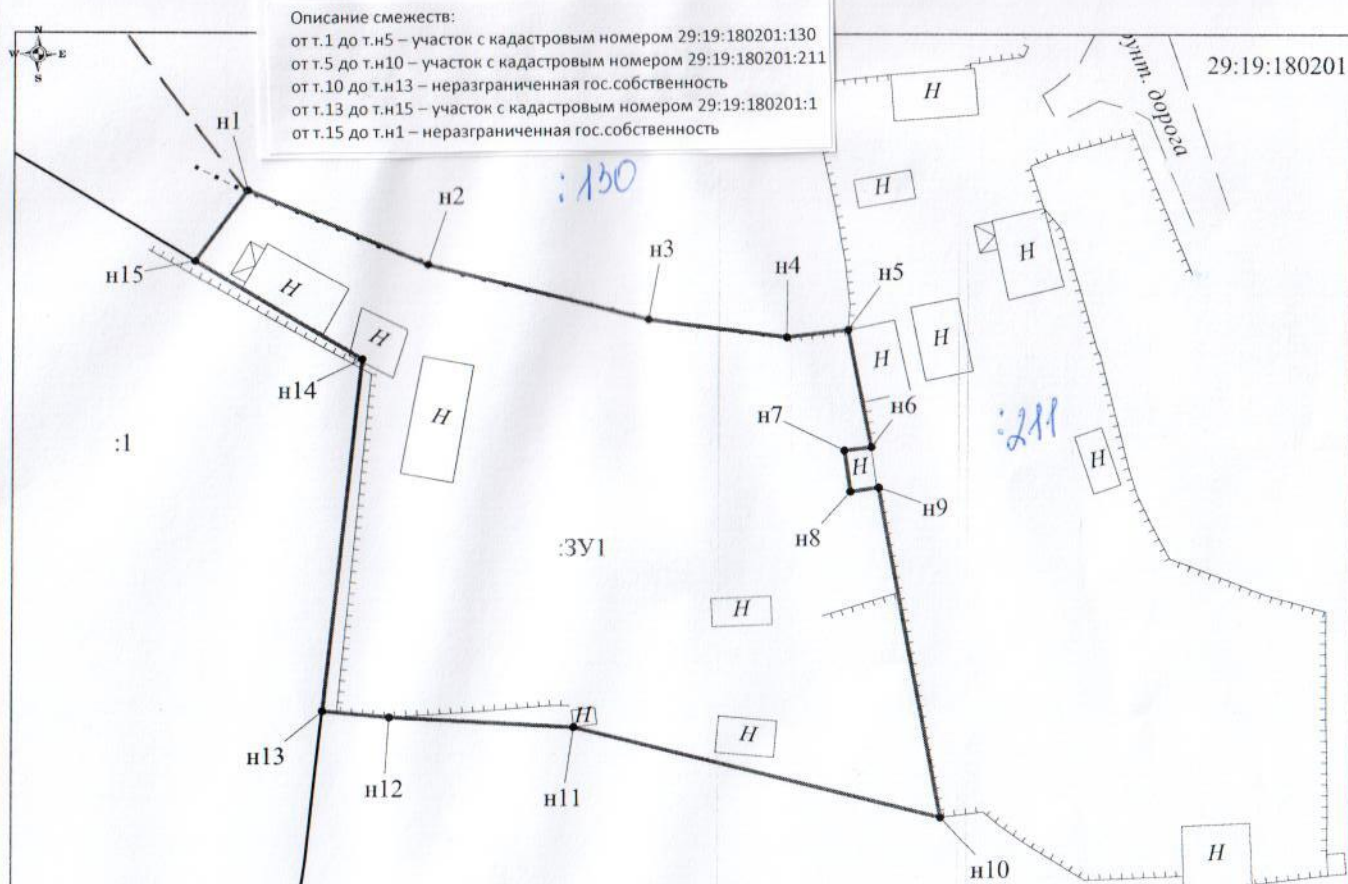 Описание смежеств:
от т.1 до т.н5 – участок с кадастровым номером 29:19:180201:130
от т.5 до т.н10 – участок с кадастровым номером 29:19:180201:211
от т.10 до т.н13 – неразграниченная гос.собственность
от т.13 до т.н15 – участок с кадастровым номером 29:19:180201:1
от т.15 до т.н1 – неразграниченная гос.собственность
N
W E
S
29:19:180201
грунт. дорога
Н
н1
:130
Н
н2
н3
н4
н5
Н
н15
Н
Н
Н
Н
н14
н6
н7
:1
Н
:211
Н
Н
н9
н8
:ЗУ1
Н
Н
Н
н13
н12
н11
н10
Н